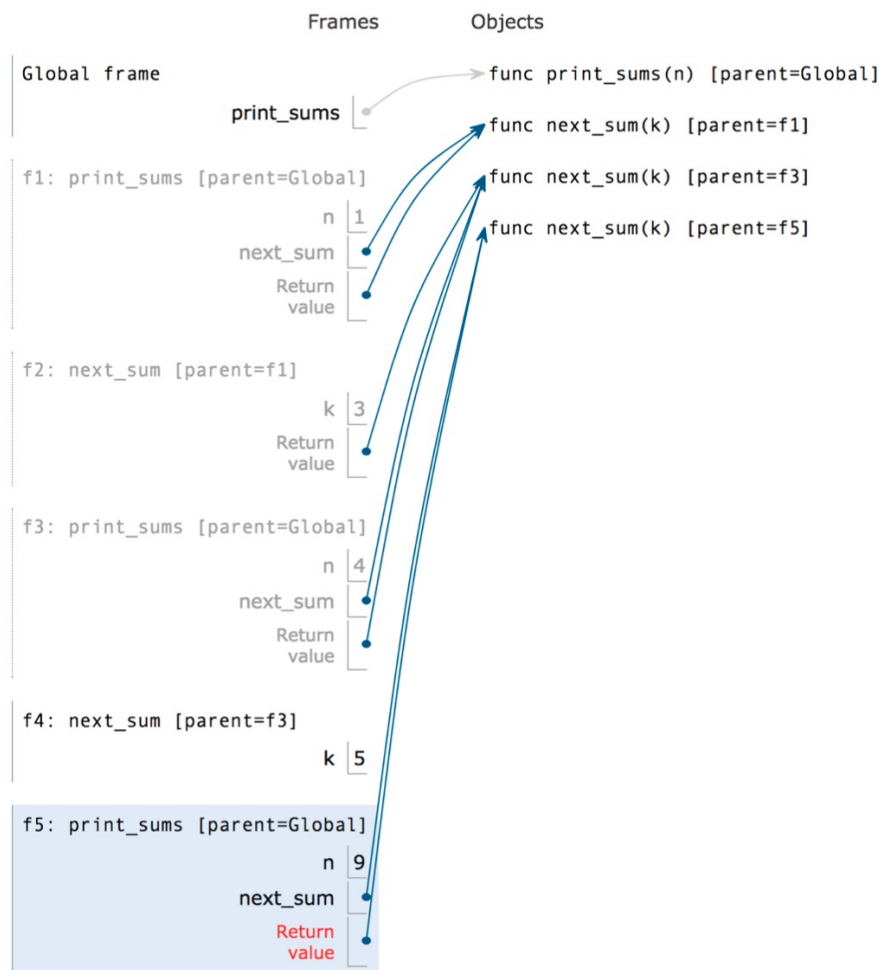 Frames Objects
Global frame
func print_sums(n) [parent=Global]
print_sums
func next_sum(k) [parent=f1]
f1: print_sums [parent=Global]
func next_sum(k) [parent=f3]
n 1
func next_sum(k) [parent=f5]
next_sum
Return
value
f2: next_sum [parent=f1]
k 3
Return
value
f3: print_sums [parent=Global]
n 4
next_sum
Return
value
f4: next_sum [parent=f3]
k 5
f5: print_sums [parent=Global]
n 9
next_sum
Return
value